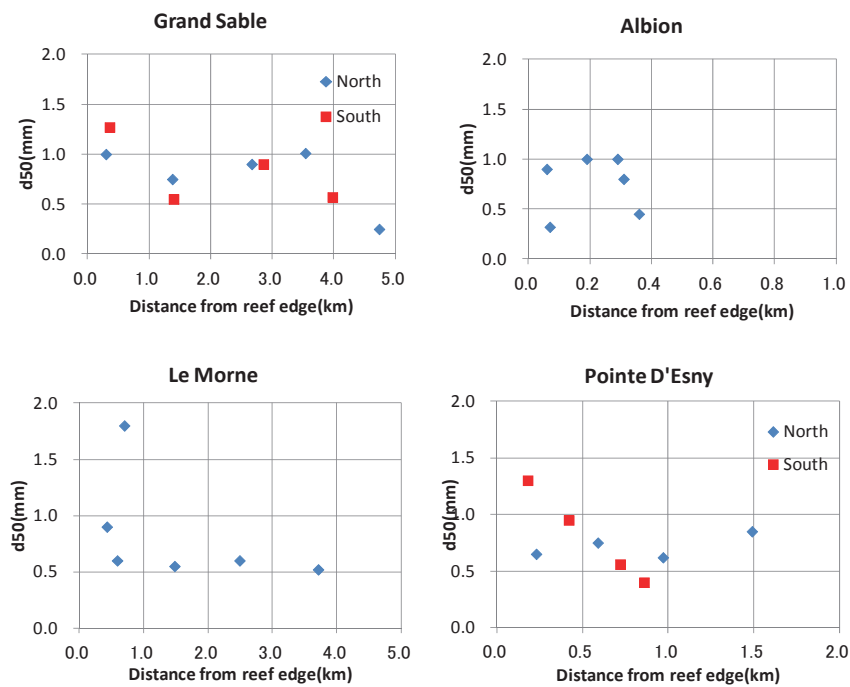 Grand Sable
2.0
1.5
1.0
0.5
0.0
d50(mm)
North
South
0.0 1.0 2.0 3.0 4.0 5.0
Distance from reef edge(km)
Albion
2.0
1.5
1.0
0.5
0.0
d50(mm)
0.0 0.2 0.4 0.6 0.8 1.0
Distance from reef edge(km)
Le Morne
2.0
1.5
1.0
0.5
0.0
d50(mm)
0.0 1.0 2.0 3.0 4.0 5.0
Distance from reef edge(km)
Pointe D'Esny
2.0
1.5
1.0
0.5
0.0
d50(mm)
North
South
0.0 0.5 1.0 1.5 2.0
Distance from reef edge(km)